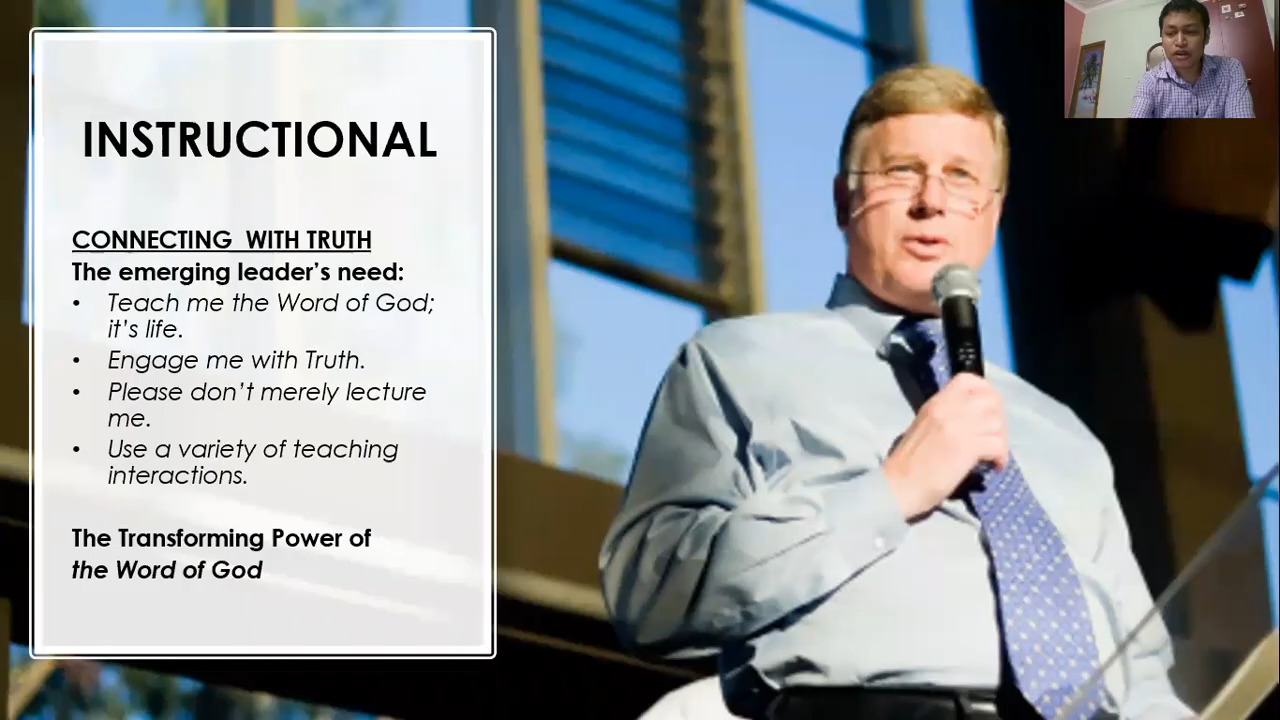 INSTRUCTIONAL
CONNECTING WITH TRUTH
The emerging leader’s need:
• Teach me the Word of God;
it’s life.
• Engage me with Truth.
• Please don’t merely lecture
me.
• Use a variety of teaching
interactions.
The Transforming Power of
the Word of God